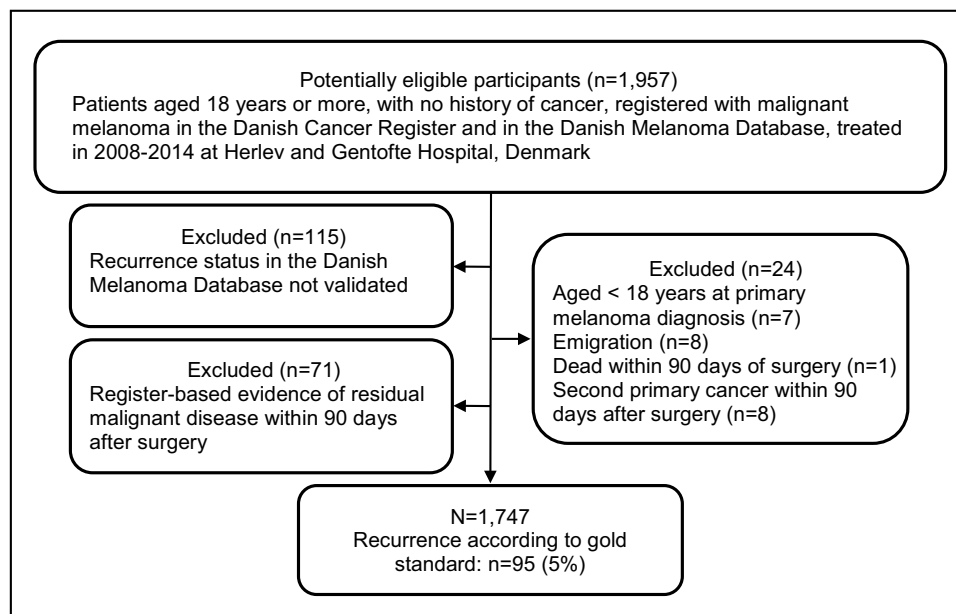 Potentially eligible participants (n=1,957)
Patients aged 18 years or more, with no history of cancer, registered with malignant
melanoma in the Danish Cancer Register and in the Danish Melanoma Database, treated
in 2008-2014 at Herlev and Gentofte Hospital, Denmark
Excluded (n=115)
Recurrence status in the Danish
Melanoma Database not validated
Excluded (n=24)
Aged < 18 years at primary
melanoma diagnosis (n=7)
Emigration (n=8)
Dead within 90 days of surgery (n=1)
Second primary cancer within 90
days after surgery (n=8)
Excluded (n=71)
Register-based evidence of residual
malignant disease within 90 days
after surgery
N=1,747
Recurrence according to gold
standard: n=95 (5%)